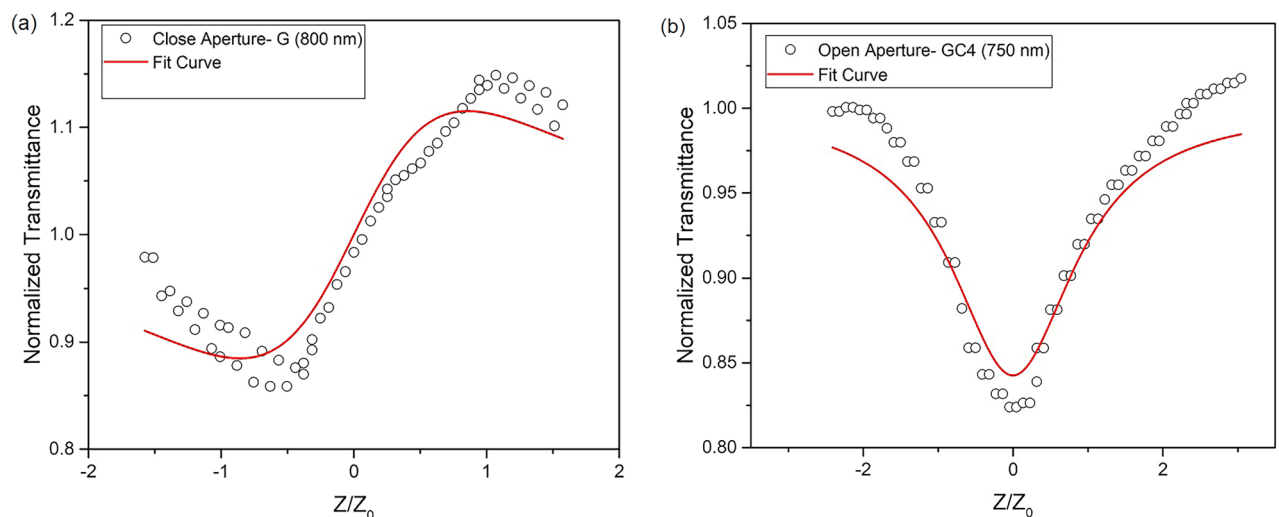 (a)
1.2
1.1
1.0
0.9
0.8
Normalized Transmittance
Close Aperture- G (800 nm)
Fit Curve
-2
-1
0
1
2
Z/Z0
(b)
1.05
1.00
0.95
0.90
0.85
0.80
Normalized Transmittance
Open Aperture- GC4 (750 nm)
Fit Curve
-2
0
2
Z/Z0